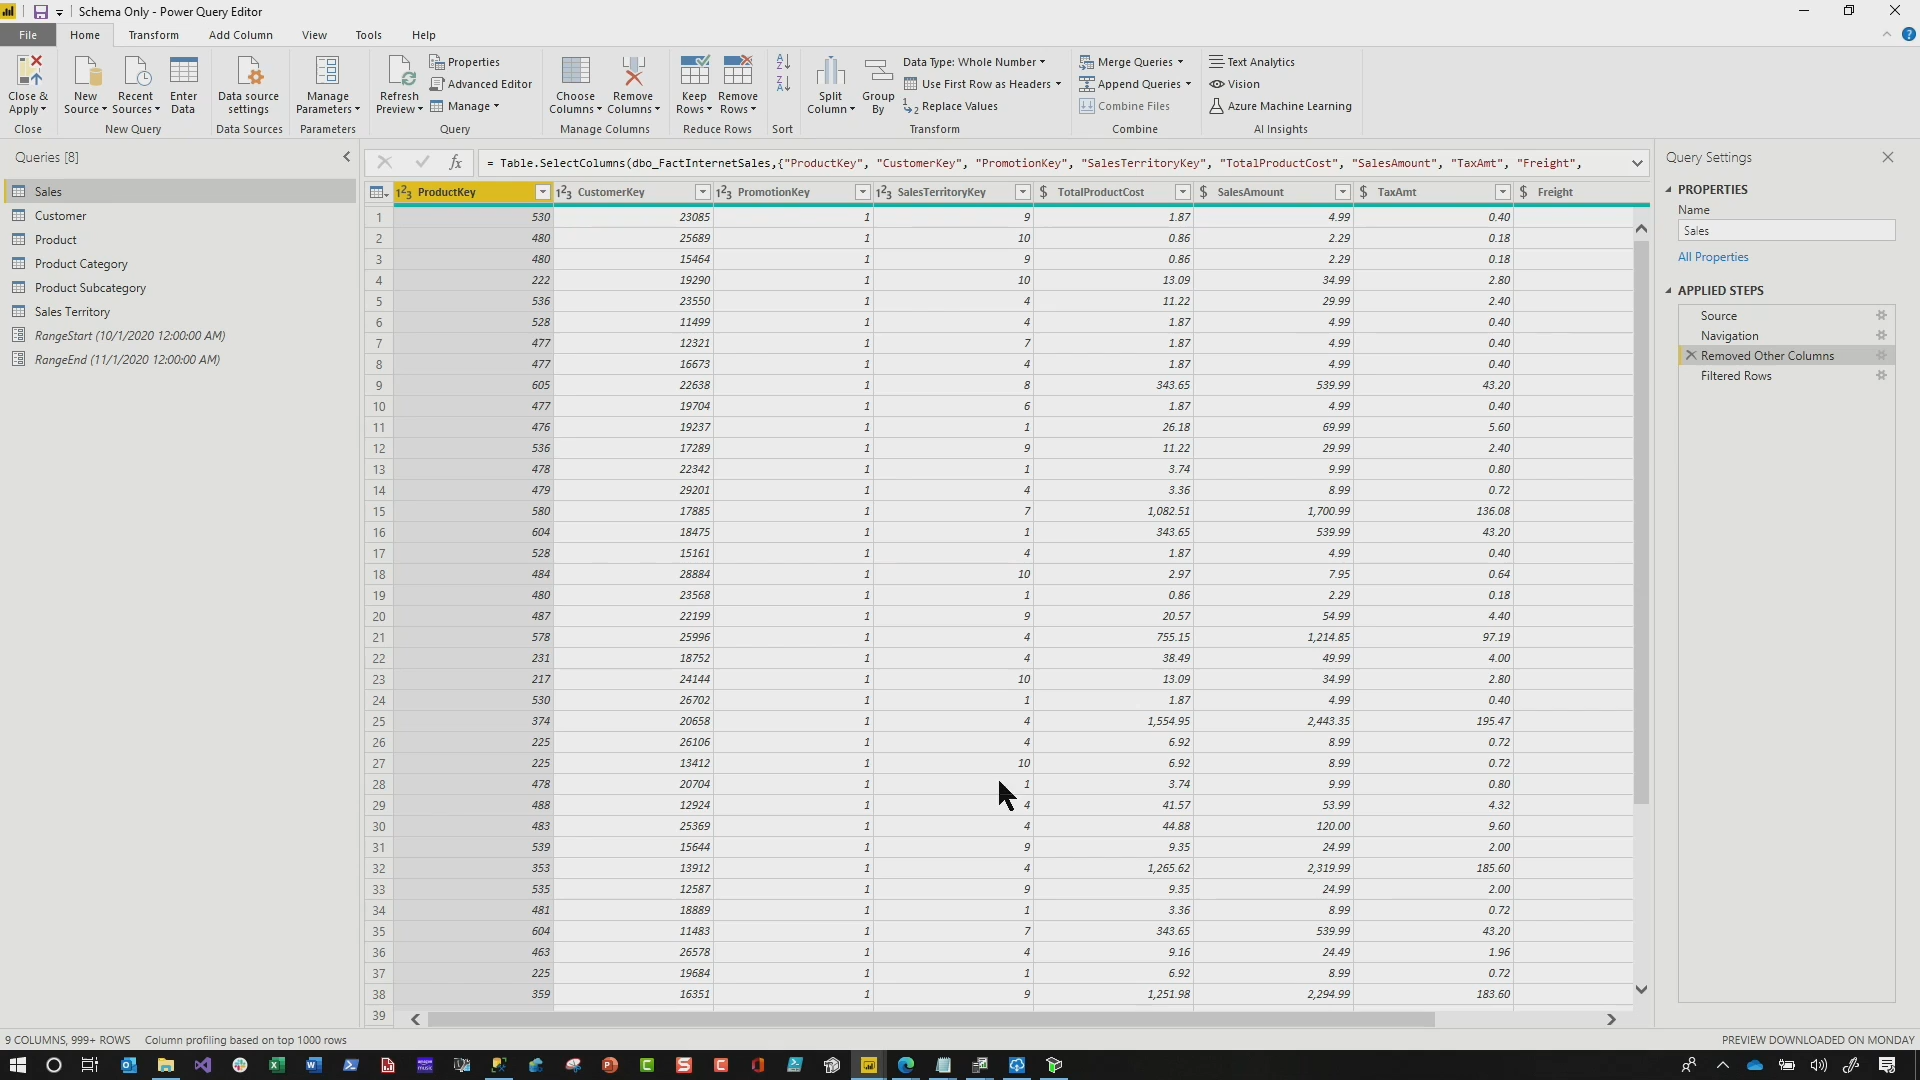 Schema Only - Power Query Editor
File Home Transform Add Column View Tools Help
Close & Apply
Close
New Source
Recent Sources
Enter Data
New Query
Data source settings
Data Sources
Manage Parameters
Parameters
Refresh Preview
Properties
Advanced Editor
Manage
Query
Choose Columns
Remove Columns
Manage Columns
Keep Rows
Remove Rows
Reduce Rows
Sort
Split Column
Group By
Data Type: Whole Number
Use First Row as Headers
Replace Values
Transform
Merge Queries
Append Queries
Combine Files
Combine
Text Analytics
Vision
Azure Machine Learning
AI Insights
Queries [8]
Sales
Customer
Product
Product Category
Product Subcategory
Sales Territory
RangeStart (10/1/2020 12:00:00 AM)
RangeEnd (11/1/2020 12:00:00 AM)
fx = Table.SelectColumns(dbo_FactInternetSales,{"ProductKey", "CustomerKey", "PromotionKey", "SalesTerritoryKey", "TotalProductCost", "SalesAmount", "TaxAmt", "Freight",
ProductKey CustomerKey PromotionKey SalesTerritoryKey TotalProductCost SalesAmount TaxAmt Freight
1 530 23085 1 9 1.87 4.99 0.40
2 480 25689 1 10 0.86 2.29 0.18
3 480 15464 1 9 0.86 2.29 0.18
4 222 19290 1 10 13.09 34.99 2.80
5 536 23550 1 4 11.22 29.99 2.40
6 528 11499 1 4 1.87 4.99 0.40
7 477 12321 1 7 1.87 4.99 0.40
8 477 16673 1 4 1.87 4.99 0.40
9 605 22638 1 8 343.65 539.99 43.20
10 477 19704 1 6 1.87 4.99 0.40
11 476 19237 1 1 26.18 69.99 5.60
12 536 17289 1 9 11.22 29.99 2.40
13 478 22342 1 1 3.74 9.99 0.80
14 479 29201 1 4 3.36 8.99 0.72
15 580 17885 1 7 1,082.51 1,700.99 136.08
16 604 18475 1 1 343.65 539.99 43.20
17 528 15161 1 4 1.87 4.99 0.40
18 484 28884 1 10 2.97 7.95 0.64
19 480 23568 1 1 0.86 2.29 0.18
20 487 22199 1 9 20.57 54.99 4.40
21 578 25996 1 4 755.15 1,214.85 97.19
22 231 18752 1 4 38.49 49.99 4.00
23 217 24144 1 10 13.09 34.99 2.80
24 530 26702 1 1 1.87 4.99 0.40
25 374 20658 1 4 1,554.95 2,443.35 195.47
26 225 26106 1 4 6.92 8.99 0.72
27 225 13412 1 10 6.92 8.99 0.72
28 478 20704 1 1 3.74 9.99 0.80
29 488 12924 1 4 41.57 53.99 4.32
30 483 25369 1 4 44.88 120.00 9.60
31 539 15644 1 9 9.35 24.99 2.00
32 353 13912 1 4 1,265.62 2,319.99 185.60
33 535 12587 1 9 9.35 24.99 2.00
34 481 18889 1 1 3.36 8.99 0.72
35 604 11483 1 7 343.65 539.99 43.20
36 463 26578 1 4 9.16 24.49 1.96
37 225 19684 1 1 6.92 8.99 0.72
38 359 16351 1 9 1,251.98 2,294.99 183.60
39
Query Settings
PROPERTIES
Name
Sales
All Properties
APPLIED STEPS
Source
Navigation
Removed Other Columns
Filtered Rows
9 COLUMNS, 999+ ROWS Column profiling based on top 1000 rows
PREVIEW DOWNLOADED ON MONDAY